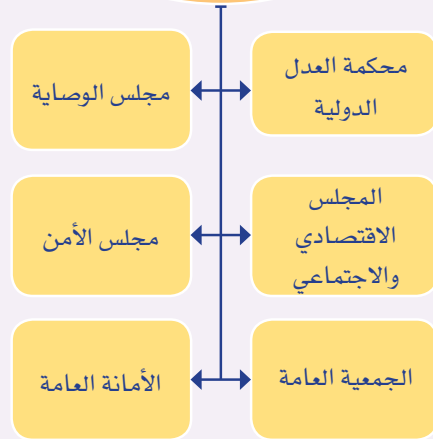 محكمة العدل
الدولية
مجلس الوصاية
المجلس
الاقتصادي
والاجتماعي
مجلس الأمن
الجمعية العامة
الأمانة العامة